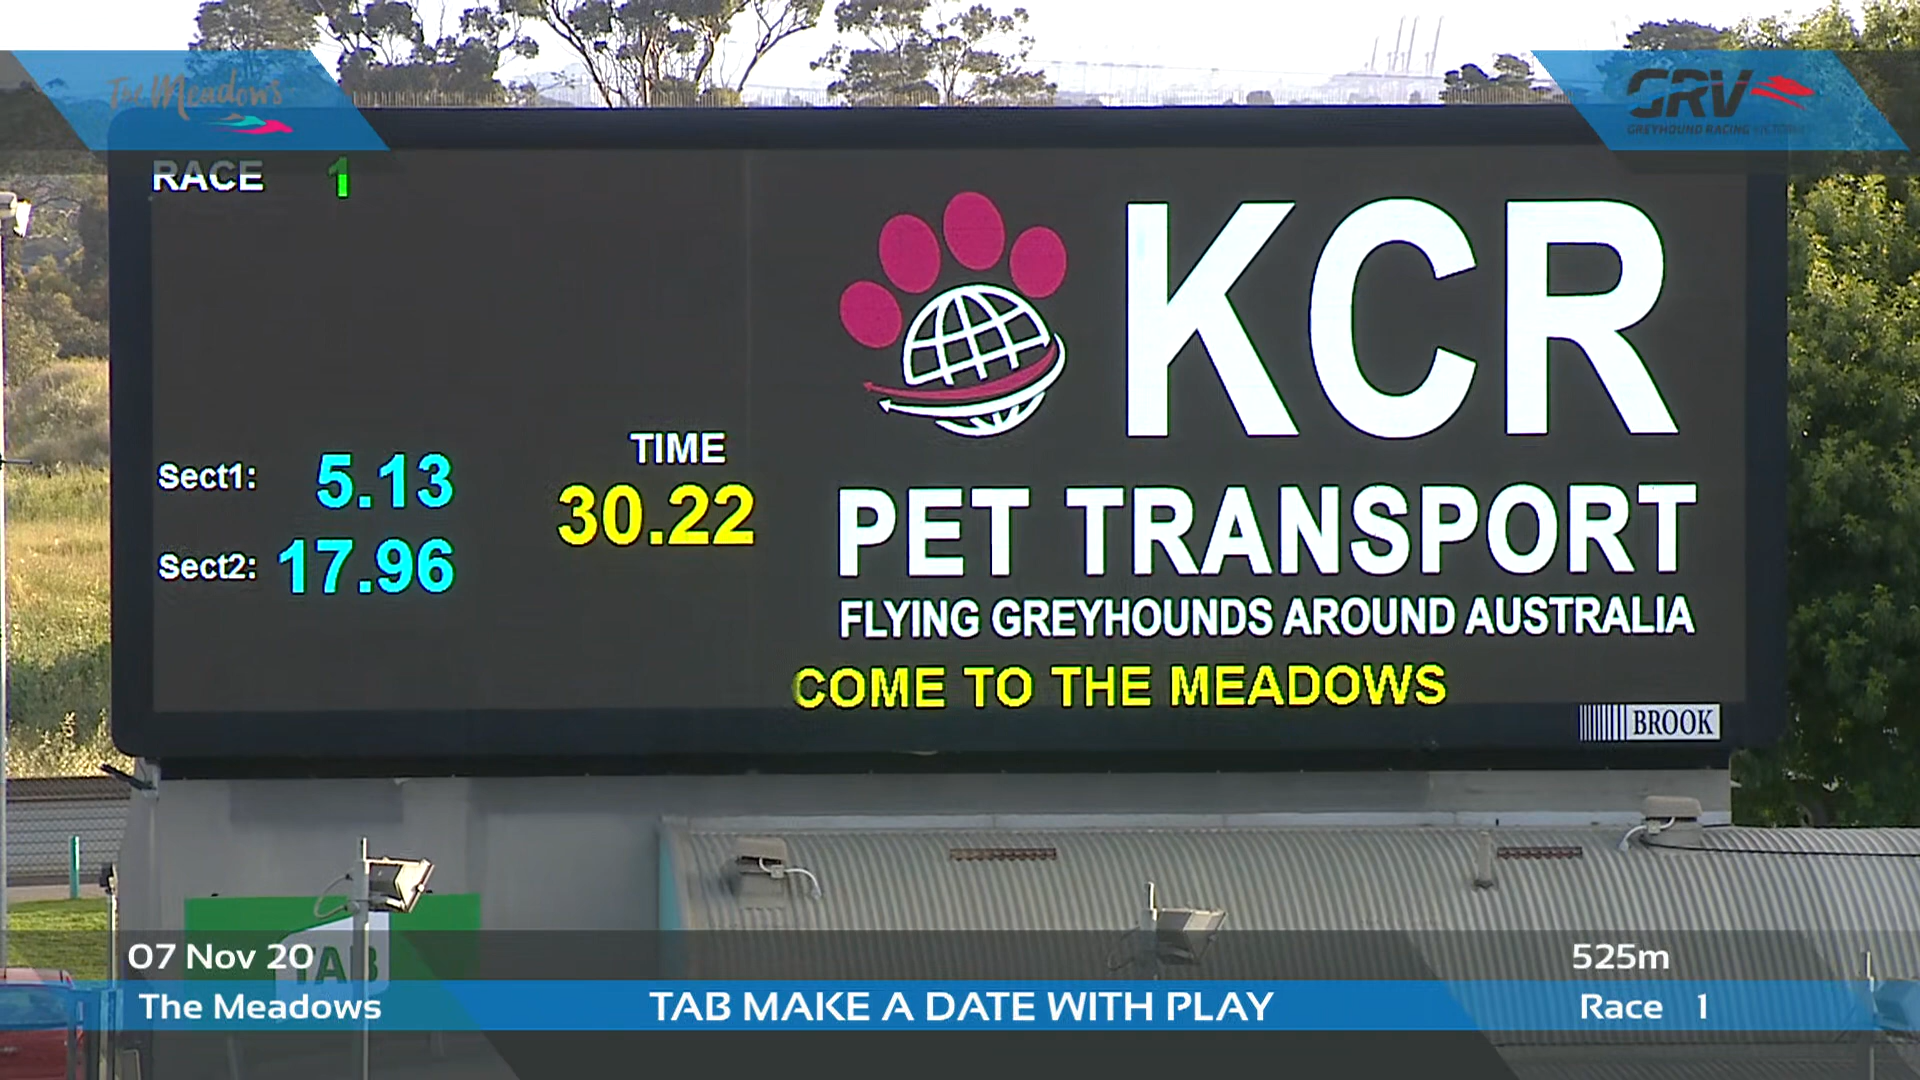 The Meadows
GRV
GREYHOUND RACING VICTORIA
RACE 1
KCR
TIME
Sect1: 5.13
30.22
Sect2: 17.96
PET TRANSPORT
FLYING GREYHOUNDS AROUND AUSTRALIA
COME TO THE MEADOWS
BROOK
TAB
07 Nov 20
525m
The Meadows
TAB MAKE A DATE WITH PLAY
Race 1